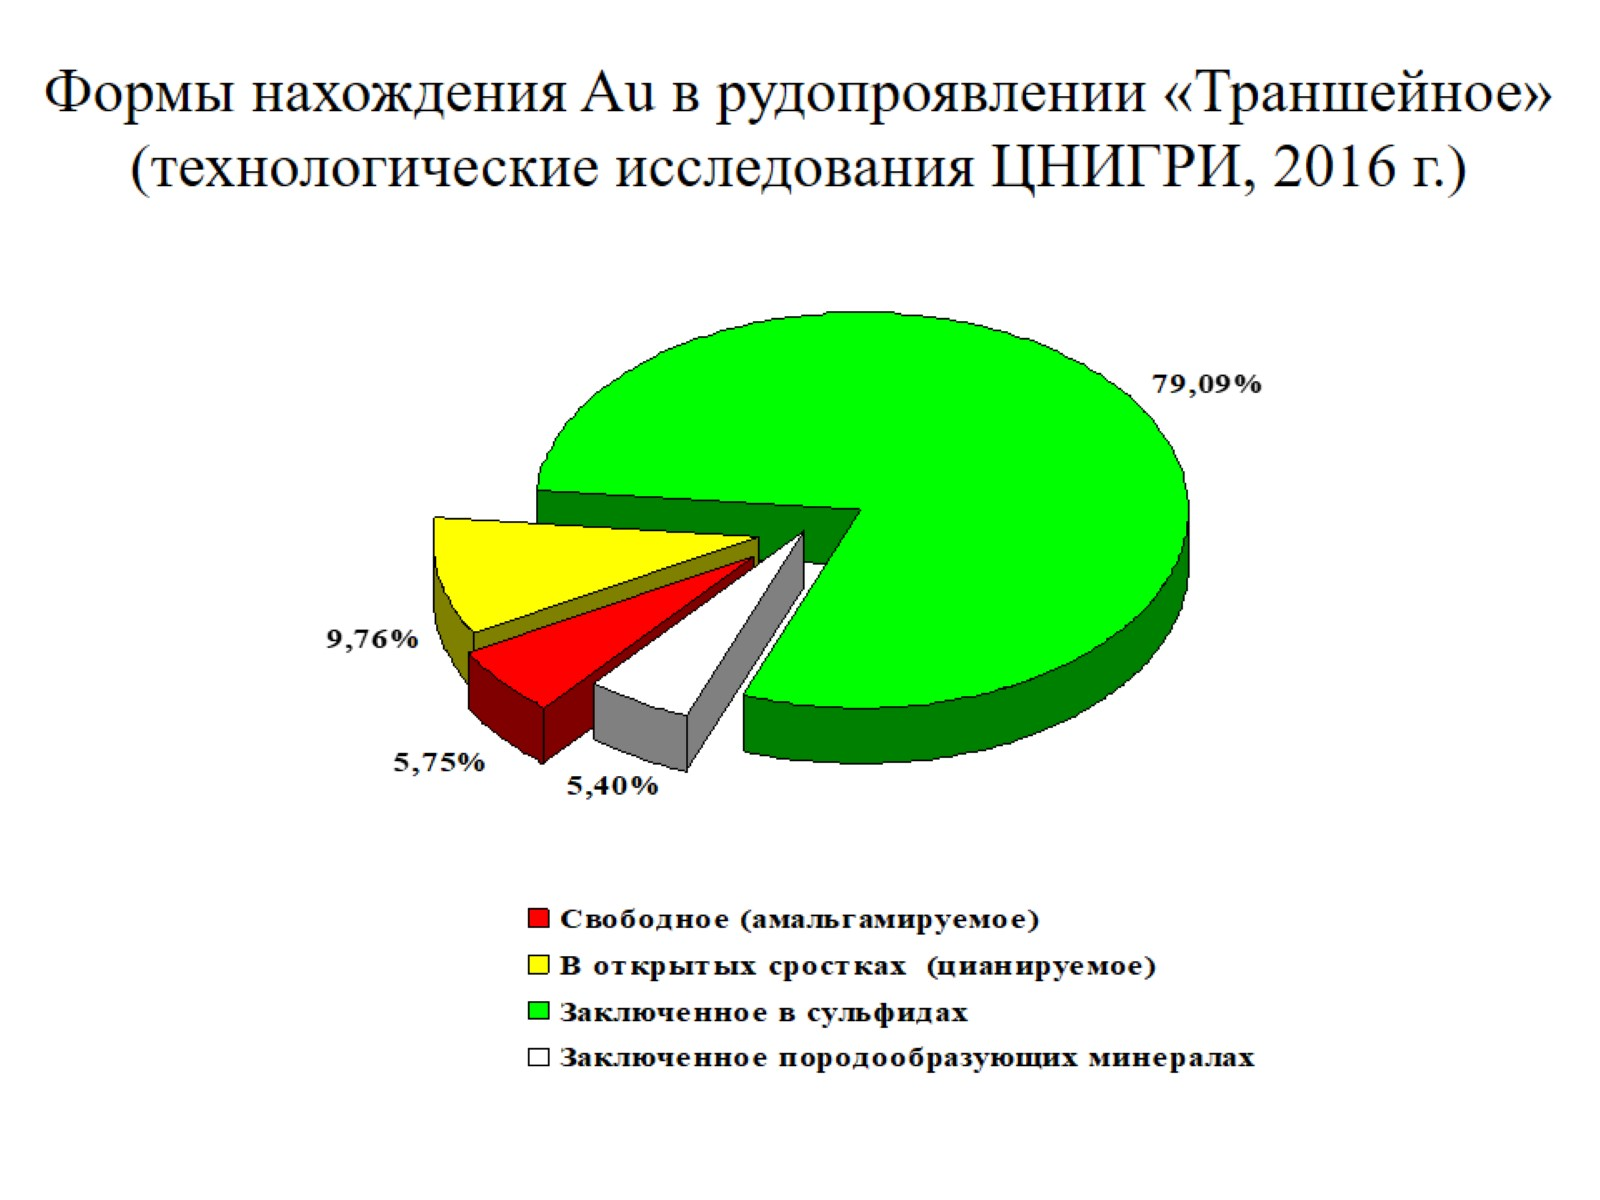 Формы нахождения Au в рудопроявлении «Траншейное»
(технологические исследования ЦНИГРИ, 2016 г.)
79,09%
9,76%
5,75%
5,40%
Свободное (амальгамируемое)
В открытых сростках (цианируемое)
Заключенное в сульфидах
Заключенное породообразующих минералах